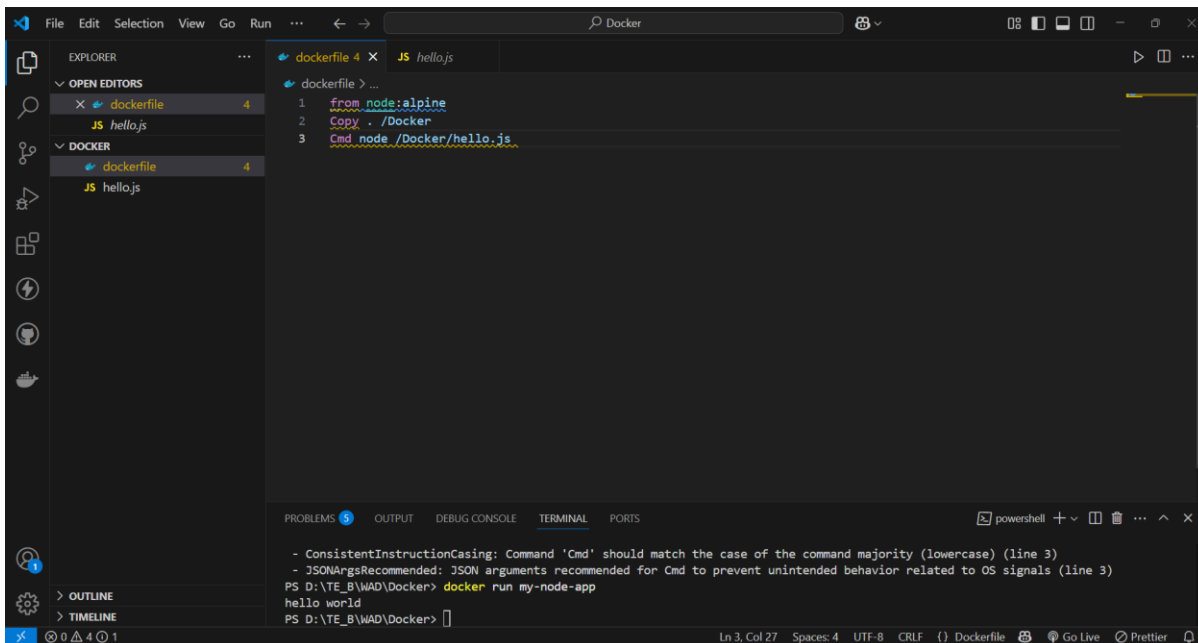 File Edit Selection View Go Run ··· ← → Docker
EXPLORER ···
OPEN EDITORS
dockerfile 4
JS hello.js
DOCKER
dockerfile 4
JS hello.js
OUTLINE
TIMELINE
dockerfile 4 JS hello.js
dockerfile > ...
1 from node:alpine
2 Copy . /Docker
3 Cmd node /Docker/hello.js
PROBLEMS 5 OUTPUT DEBUG CONSOLE TERMINAL PORTS
powershell
- ConsistentInstructionCasing: Command 'Cmd' should match the case of the command majority (lowercase) (line 3)
- JSONArgsRecommended: JSON arguments recommended for Cmd to prevent unintended behavior related to OS signals (line 3)
PS D:\TE_B\WAD\Docker> docker run my-node-app
hello world
PS D:\TE_B\WAD\Docker>
1
0 4 1 Ln 3, Col 27 Spaces: 4 UTF-8 CRLF {} Dockerfile Go Live Prettier